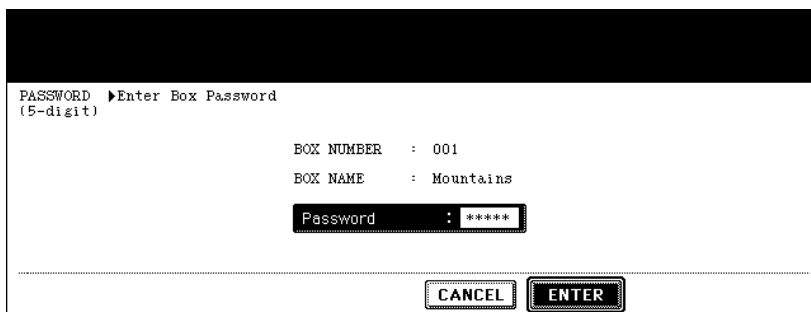 PASSWORD ▶Enter Box Password
(5-digit)
BOX NUMBER : 001
BOX NAME : Mountains
Password : *****
CANCEL ENTER